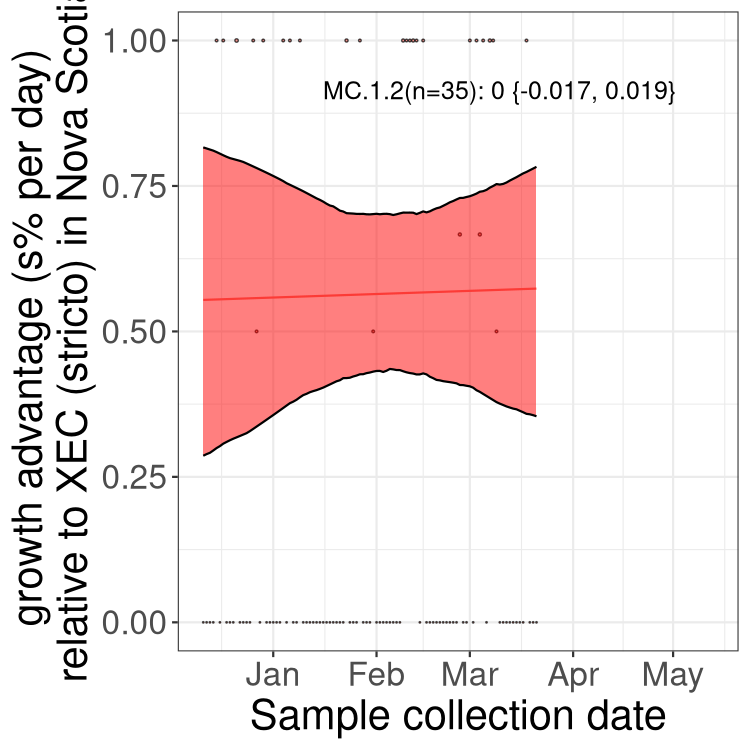 growth advantage (s% per day)
relative to XEC (stricto) in Nova Scotia
1.00
0.75
0.50
0.25
0.00
MC.1.2(n=35): 0 {-0.017, 0.019}
Jan Feb Mar Apr May
Sample collection date